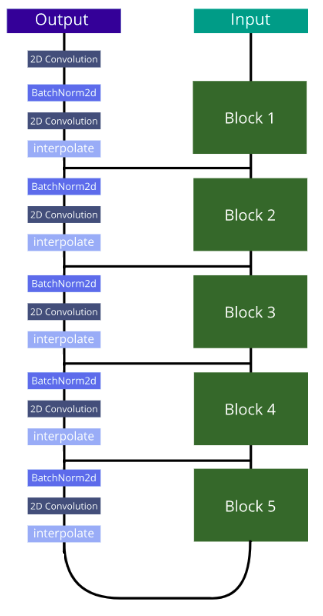 Output
Input
2D Convolution
BatchNorm2d
2D Convolution
interpolate
Block 1
BatchNorm2d
2D Convolution
interpolate
Block 2
BatchNorm2d
2D Convolution
interpolate
Block 3
BatchNorm2d
2D Convolution
interpolate
Block 4
BatchNorm2d
2D Convolution
interpolate
Block 5